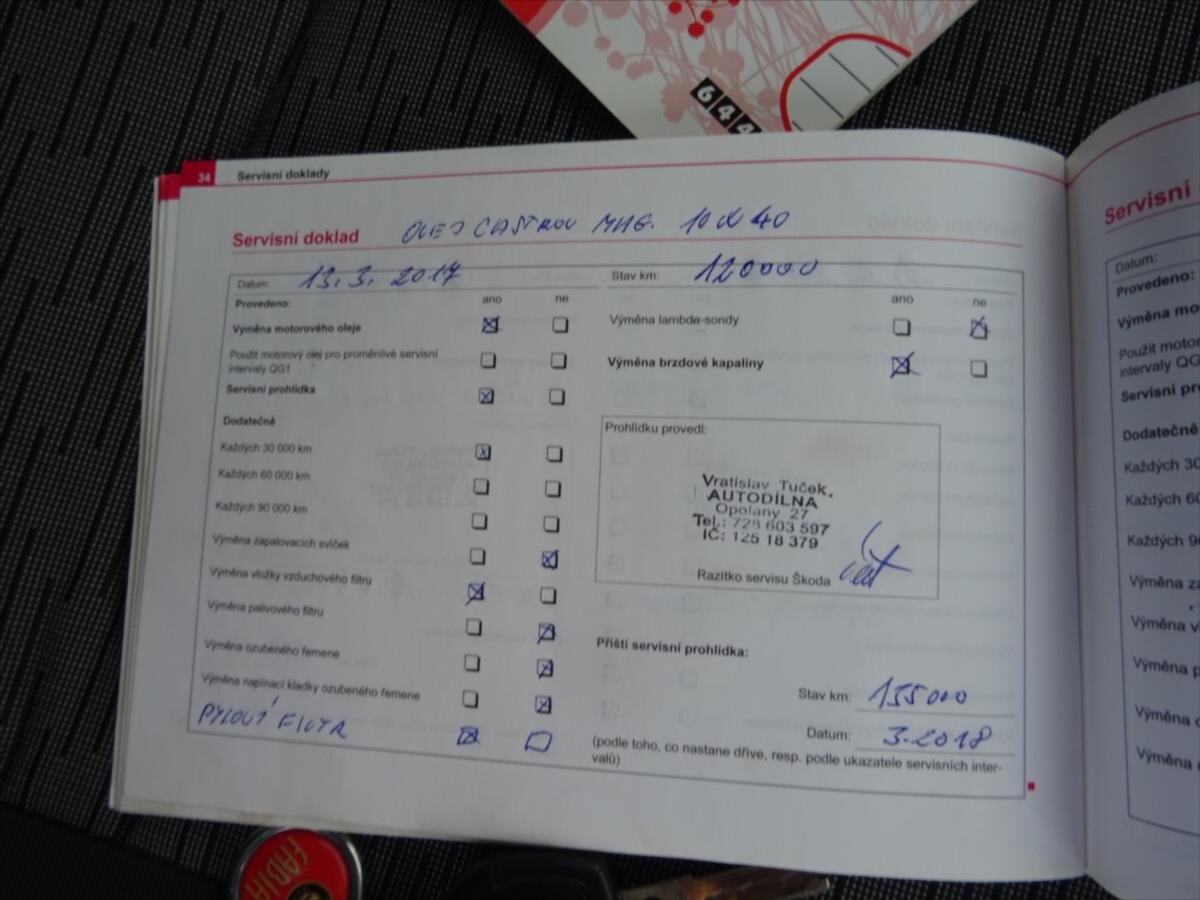 644
34 Servisní doklady
Servisní doklad OLEJ CASTROL MAG. 10W40
Datum: 13.3.2017
Stav km: 120000
Provedeno: ano ne
Výměna motorového oleje
Použit motorový olej pro proměnlivé servisní
intervaly QG1
Servisní prohlídka
Dodatečně
Každých 30 000 km
Každých 60 000 km
Každých 90 000 km
Výměna zapalovacích svíček
Výměna vložky vzduchového filtru
Výměna palivového filtru
Výměna ozubeného řemene
Výměna napínací kladky ozubeného řemene
PYLOVÝ FILTR
ano ne
Výměna lambda-sondy
Výměna brzdové kapaliny
Prohlídku provedl:
Vratislav Tuček.
AUTODÍLNA
Opolany 27
Tel.: 728 603 597
IČ: 125 18 379
Razítko servisu Škoda
Příští servisní prohlídka:
Stav km: 155000
Datum: 3.2018
(podle toho, co nastane dříve, resp. podle ukazatele servisních inter-
valů)
Servisní
Datum:
Provedeno:
Výměna mo
Použit motor
intervaly QG
Servisní pro
Dodatečně
Každých 30
Každých 60
Každých 90
Výměna za
Výměna v
Výměna p
Výměna o
Výměna
FABIA